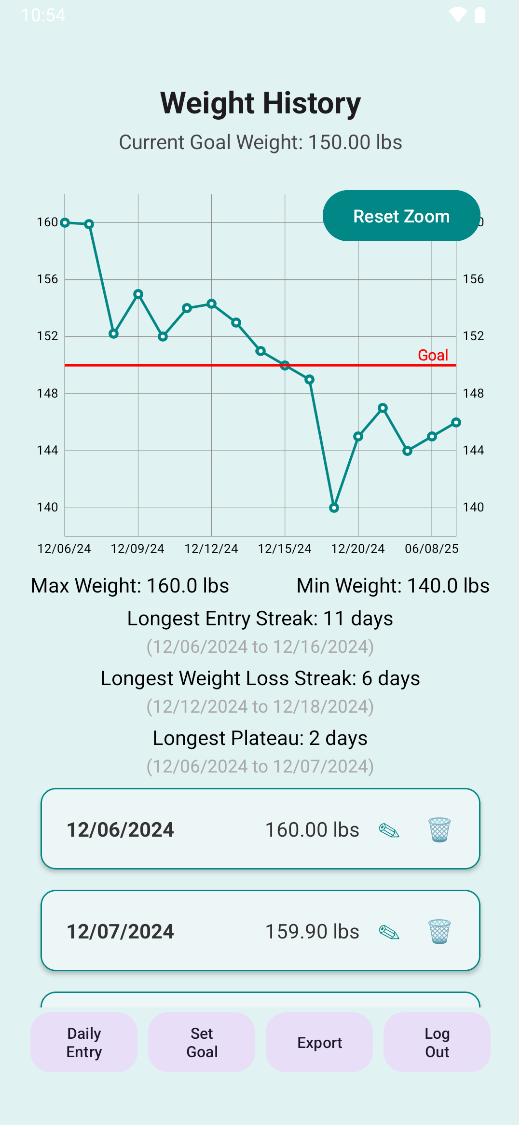 10:54
Weight History
Current Goal Weight: 150.00 lbs
Reset Zoom
160
0
156
156
152
152
Goal
148
148
144
144
140
140
12/06/24 12/09/24 12/12/24 12/15/24 12/20/24 06/08/25
Max Weight: 160.0 lbs Min Weight: 140.0 lbs
Longest Entry Streak: 11 days
(12/06/2024 to 12/16/2024)
Longest Weight Loss Streak: 6 days
(12/12/2024 to 12/18/2024)
Longest Plateau: 2 days
(12/06/2024 to 12/07/2024)
12/06/2024 160.00 lbs
12/07/2024 159.90 lbs
Daily
Entry
Set
Goal
Export
Log
Out